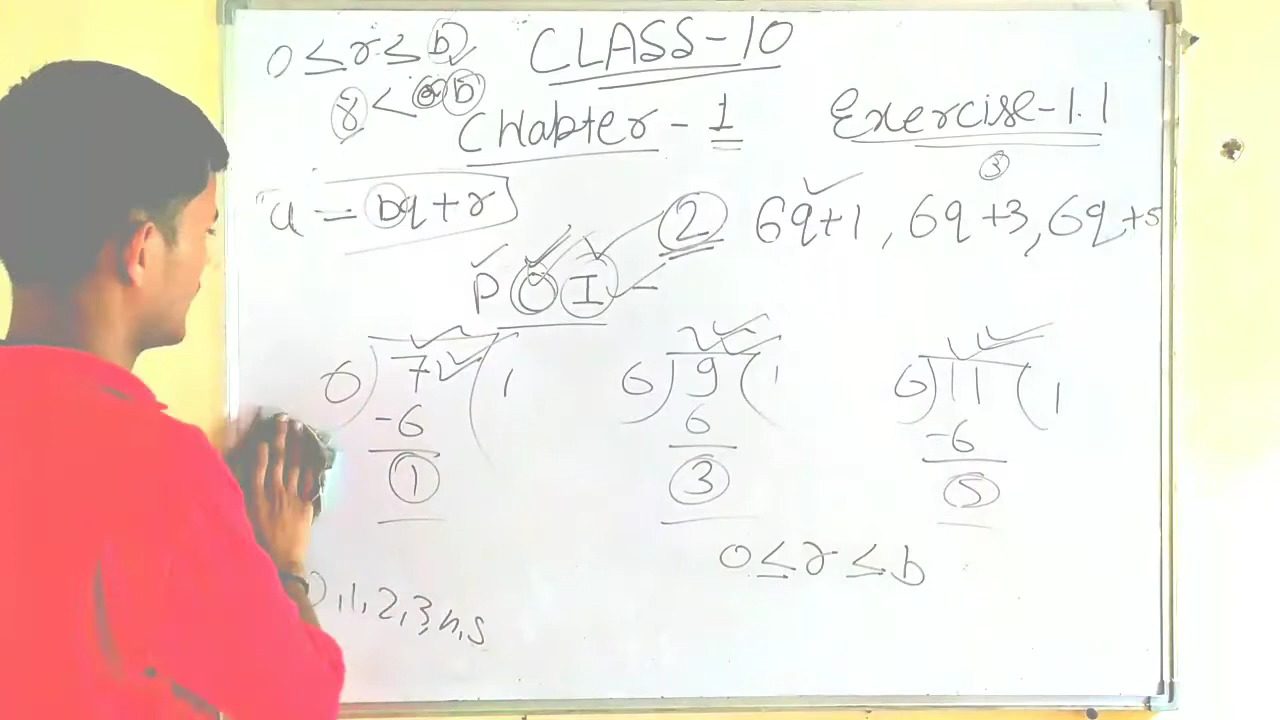 0 ≤ r ≤ b CLASS-10
r < b
Chapter - 1 Exercise-1.1
3
a = bq + r
2 6q+1, 6q+3, 6q+5
P O I -
6) 7 ( 1 6) 9 ( 1 6) 11 ( 1
-6 6 -6
1 3 5
0 ≤ r ≤ b
0, 1, 2, 3, 4, 5